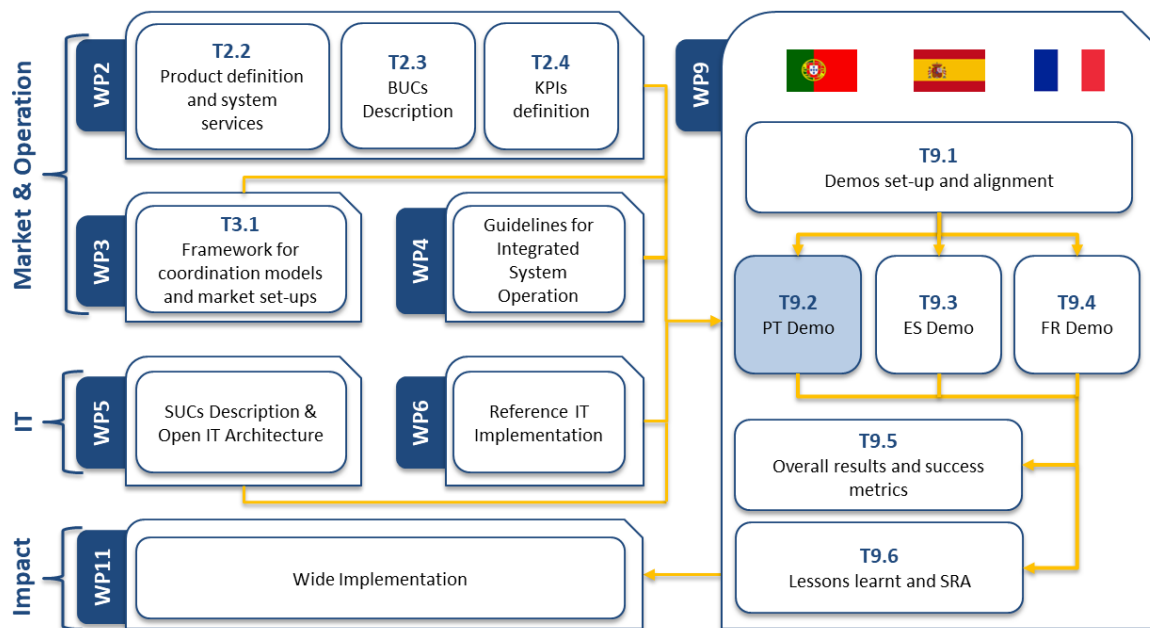 Market & Operation
WP2
T2.2
Product definition
and system
services
T2.3
BUCs
Description
T2.4
KPIs
definition
WP3
T3.1
Framework for
coordination models
and market set-ups
WP4
Guidelines for
Integrated
System
Operation
IT
WP5
SUCs Description &
Open IT Architecture
WP6
Reference IT
Implementation
Impact
WP11
Wide Implementation
WP9
T9.1
Demos set-up and alignment
T9.2
PT Demo
T9.3
ES Demo
T9.4
FR Demo
T9.5
Overall results and success
metrics
T9.6
Lessons learnt and SRA